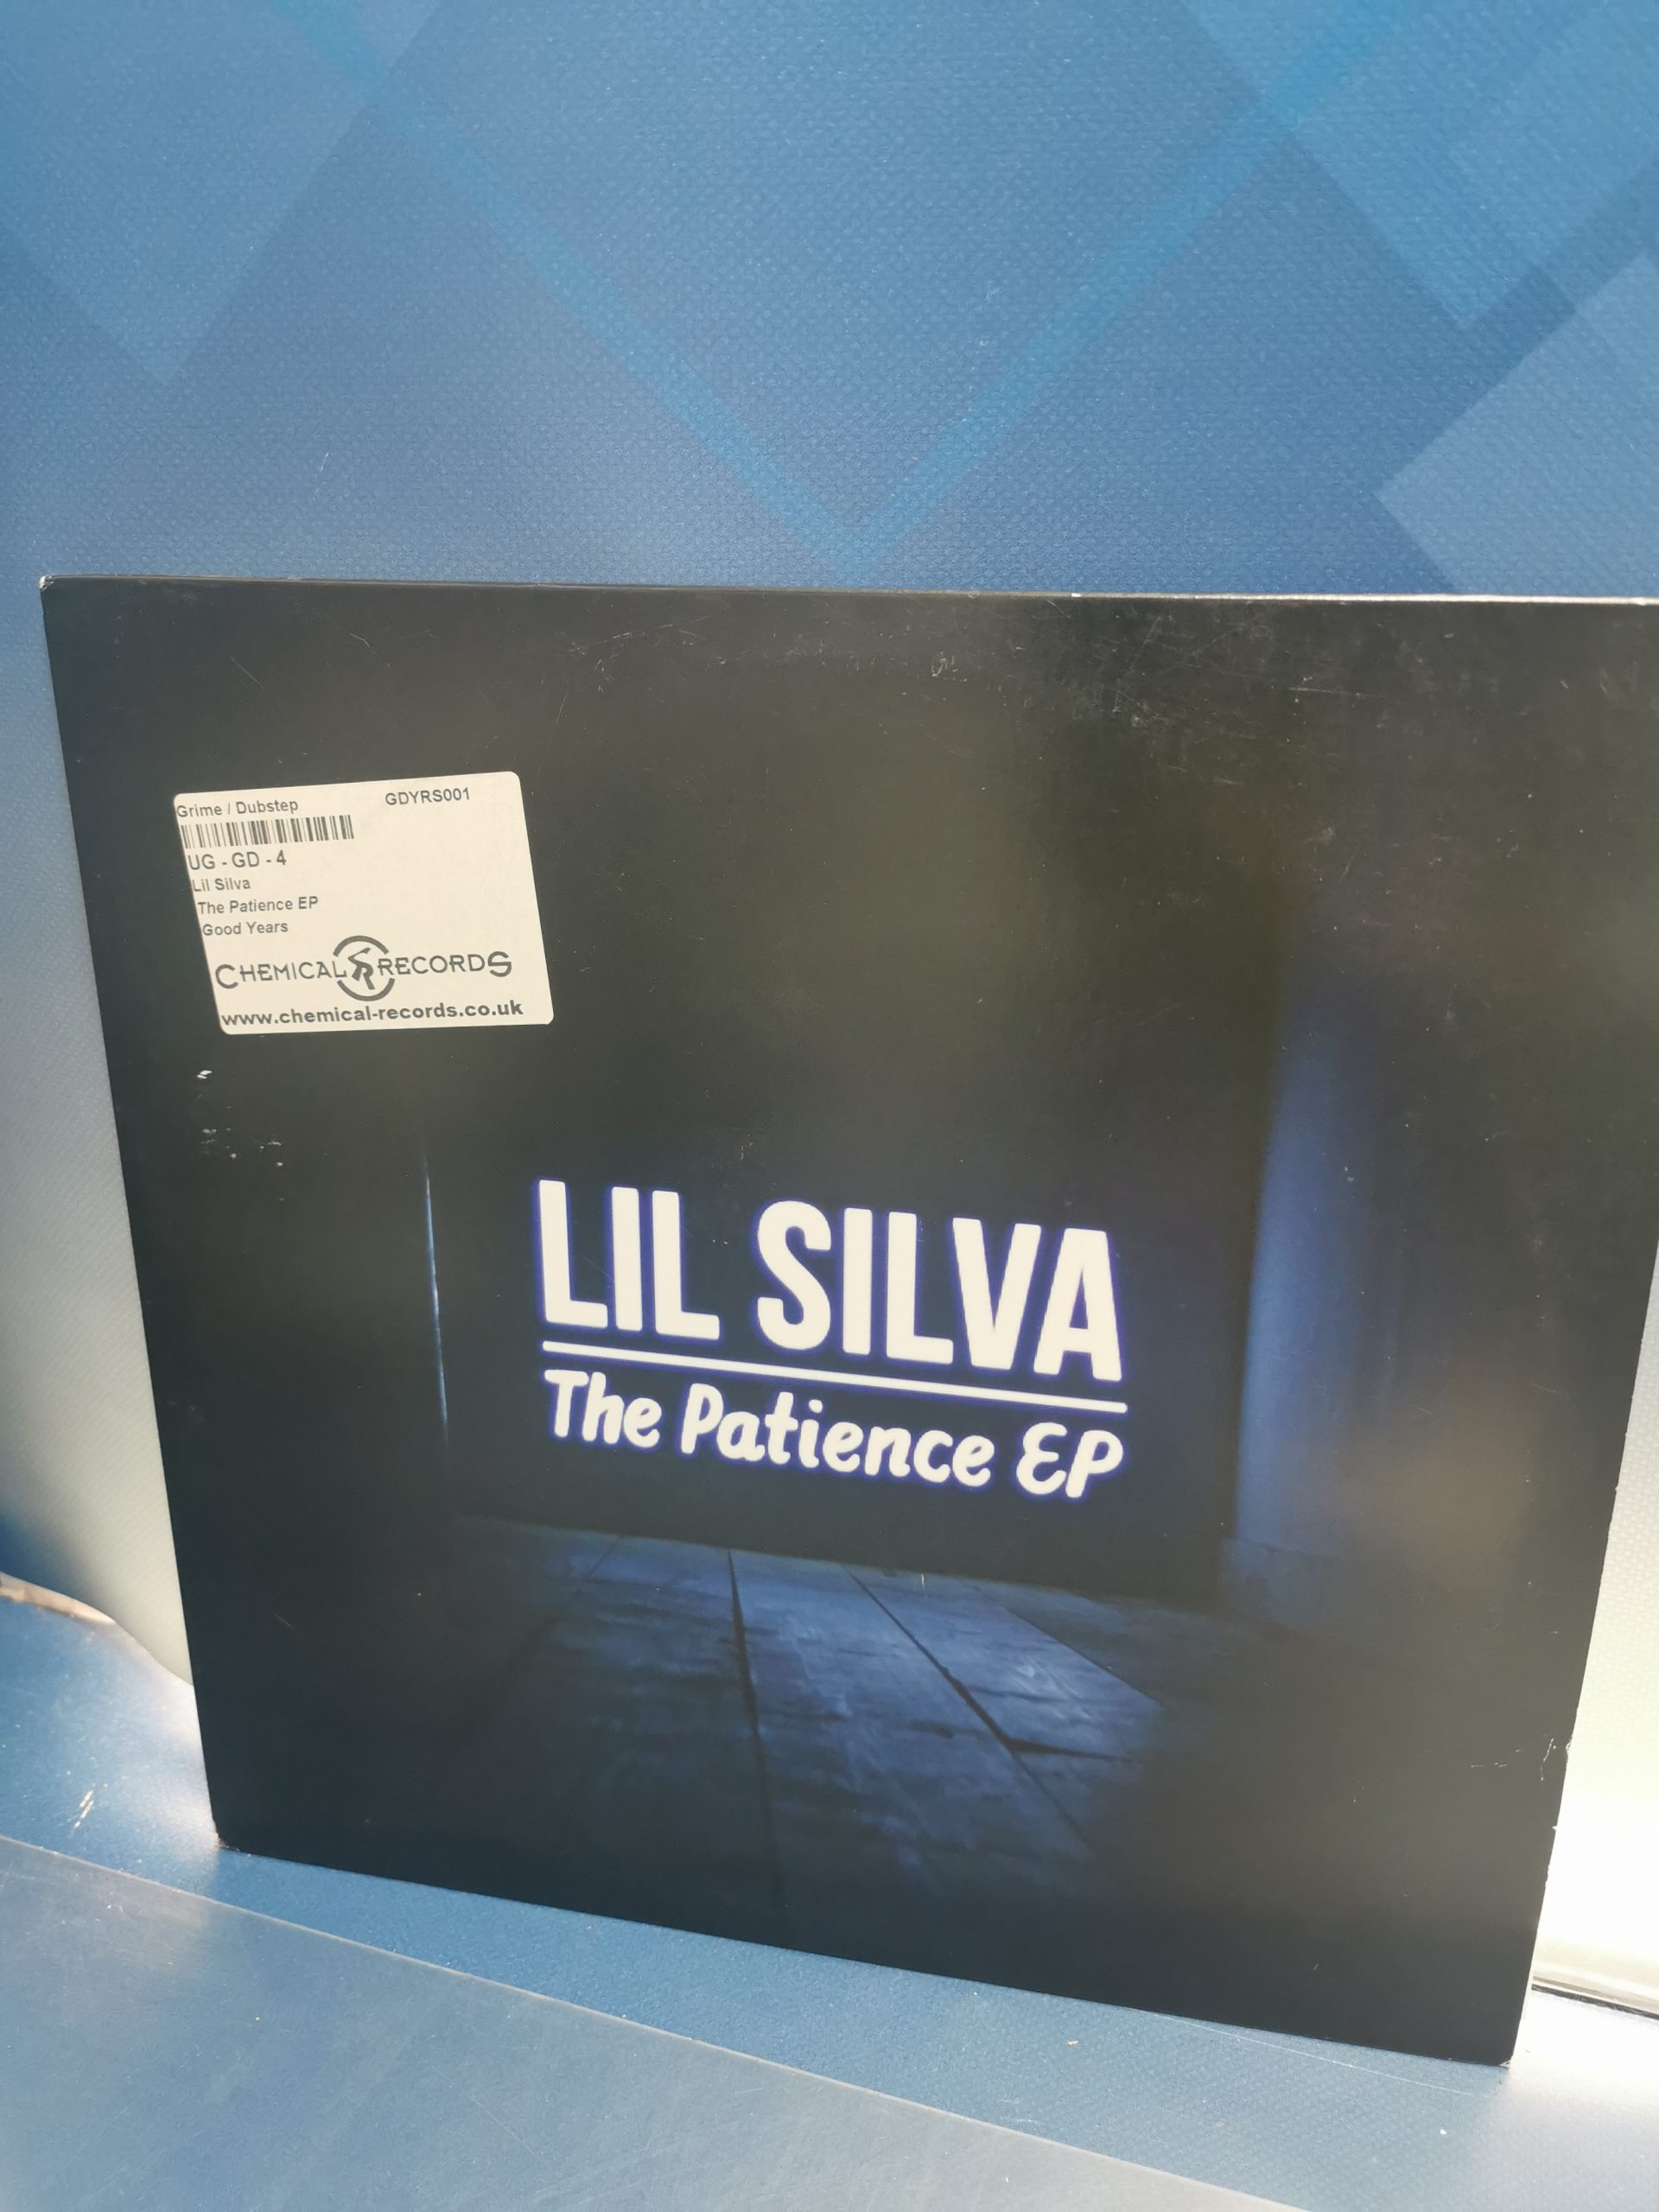 Grime / Dubstep GDYRS001
UG - GD - 4
Lil Silva
The Patience EP
Good Years
CHEMICAL RECORDS
www.chemical-records.co.uk
LIL SILVA
The Patience EP